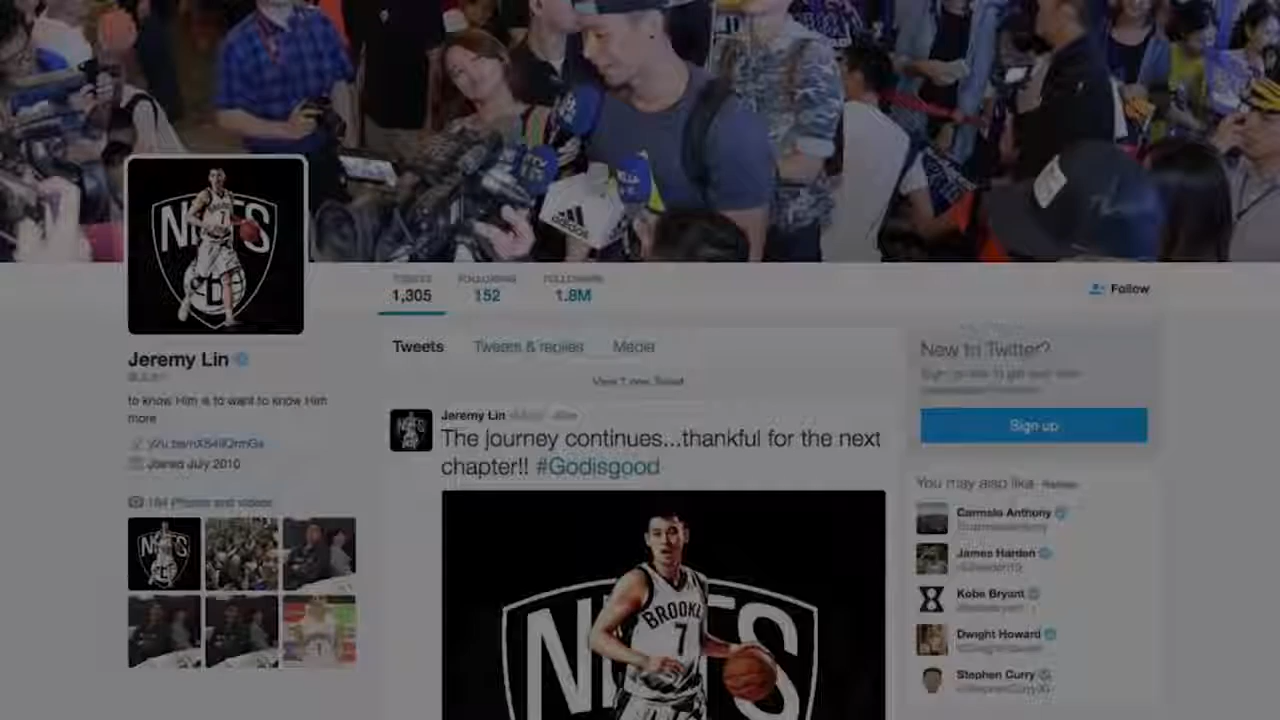 adidas
NETS
TWEETS
FOLLOWING
FOLLOWERS
1,305
152
1.8M
Follow
Jeremy Lin
to know Him is to want to know Him
more
Joined July 2010
184 Photos and videos
Tweets
Tweets & replies
Media
View 1 new Tweet
Jeremy Lin
The journey continues...thankful for the next
chapter!! #Godisgood
NETS
BROOKLYN
7
New to Twitter?
Sign up
You may also like · Refresh
Carmelo Anthony
James Harden
Kobe Bryant
Dwight Howard
Stephen Curry